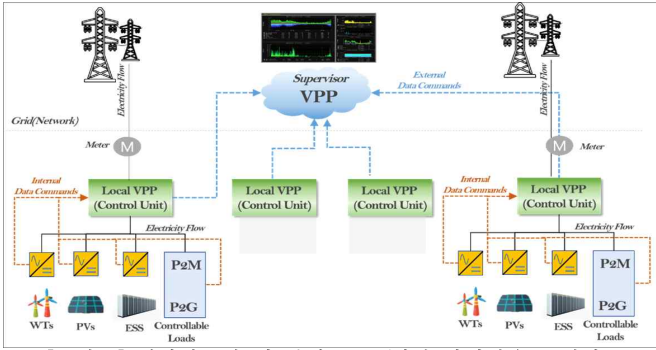 Supervisor
VPP
External
Data Commands
Electricity Flow
Electricity Flow
Grid(Network)
Meter
M
M
Meter
Internal
Data Commands
Local VPP
(Control Unit)
Local VPP
(Control Unit)
Local VPP
(Control Unit)
Internal
Data Commands
Local VPP
(Control Unit)
Electricity Flow
Electricity Flow
P2M
P2G
P2M
P2G
WTs
PVs
ESS
Controllable
Loads
WTs
PVs
ESS
Controllable
Loads